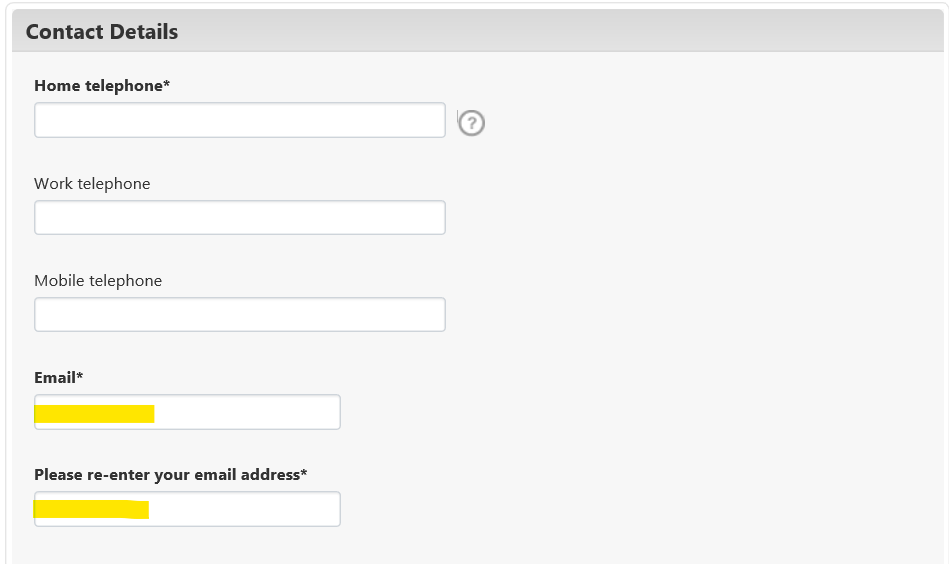 Contact Details
Home telephone*
?
Work telephone
Mobile telephone
Email*
Please re-enter your email address*